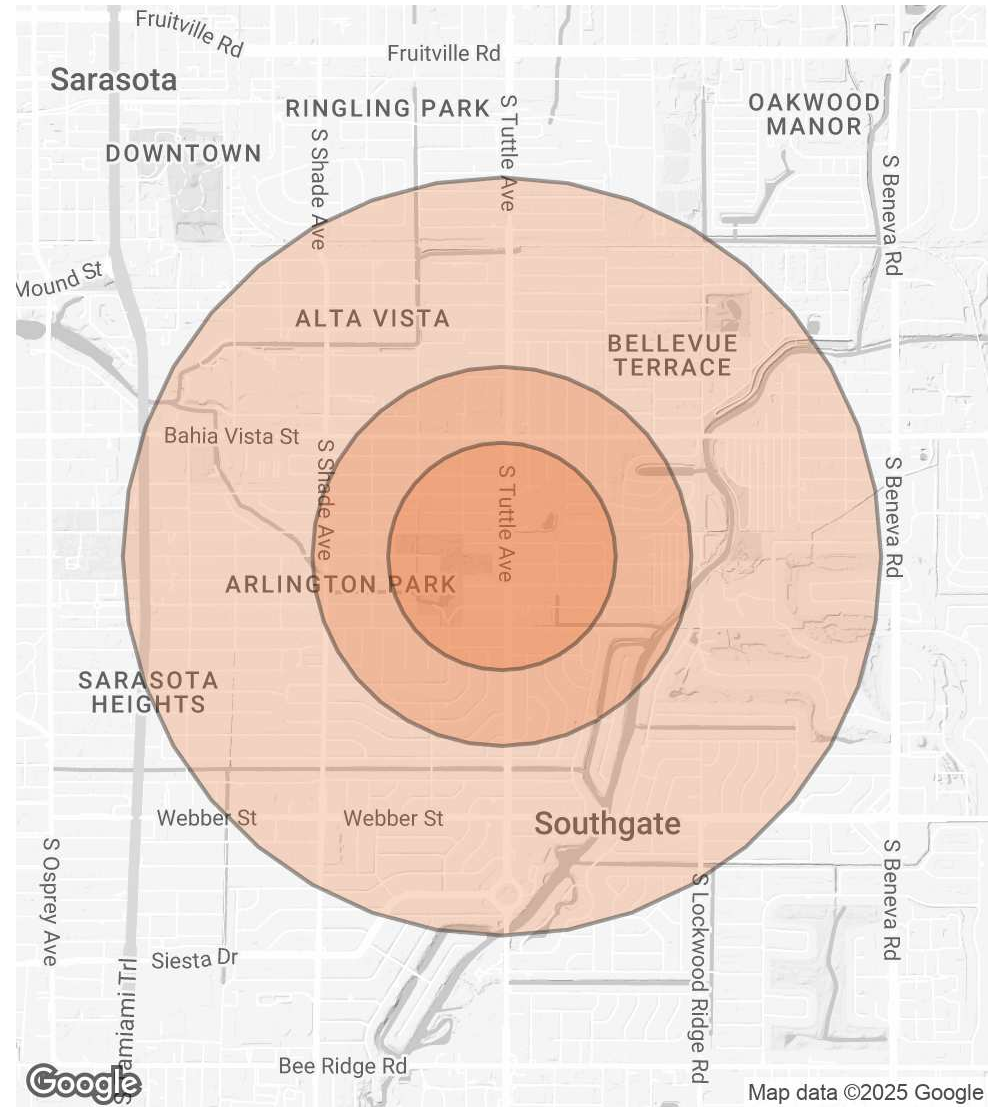 Fruitville Rd
Fruitville Rd
Sarasota
RINGLING PARK
S Tuttle Ave
OAKWOOD
MANOR
DOWNTOWN
S Shade Ave
S Beneva Rd
Mound St
ALTA VISTA
BELLEVUE
TERRACE
Bahia Vista St
S Shade Ave
S Tuttle Ave
S Beneva Rd
ARLINGTON PARK
SARASOTA
HEIGHTS
Webber St
Webber St
Southgate
S Osprey Ave
S Beneva Rd
S Lockwood Ridge Rd
Siesta Dr
S Tamiami Trl
Bee Ridge Rd
Google
Map data ©2025 Google